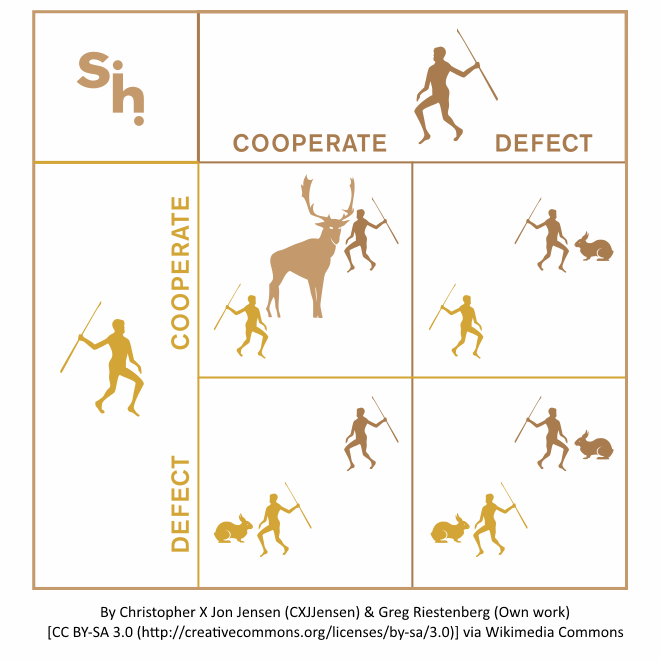 Sih
COOPERATE DEFECT
COOPERATE
DEFECT
By Christopher X Jon Jensen (CXJJensen) & Greg Riestenberg (Own work)
[CC BY-SA 3.0 (http://creativecommons.org/licenses/by-sa/3.0)] via Wikimedia Commons